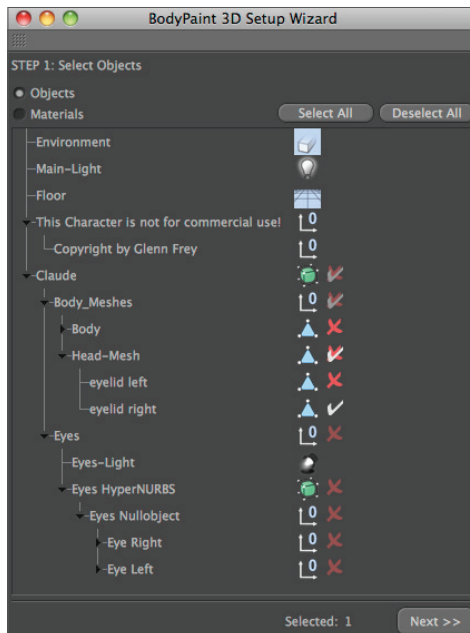 BodyPaint 3D Setup Wizard
STEP 1: Select Objects
Objects
Materials Select All Deselect All
Environment
Main-Light
Floor
This Character is not for commercial use!
Copyright by Glenn Frey
Claude
Body_Meshes
Body
Head-Mesh
eyelid left
eyelid right
Eyes
Eyes-Light
Eyes HyperNURBS
Eyes Nullobject
Eye Right
Eye Left
Selected: 1 Next >>